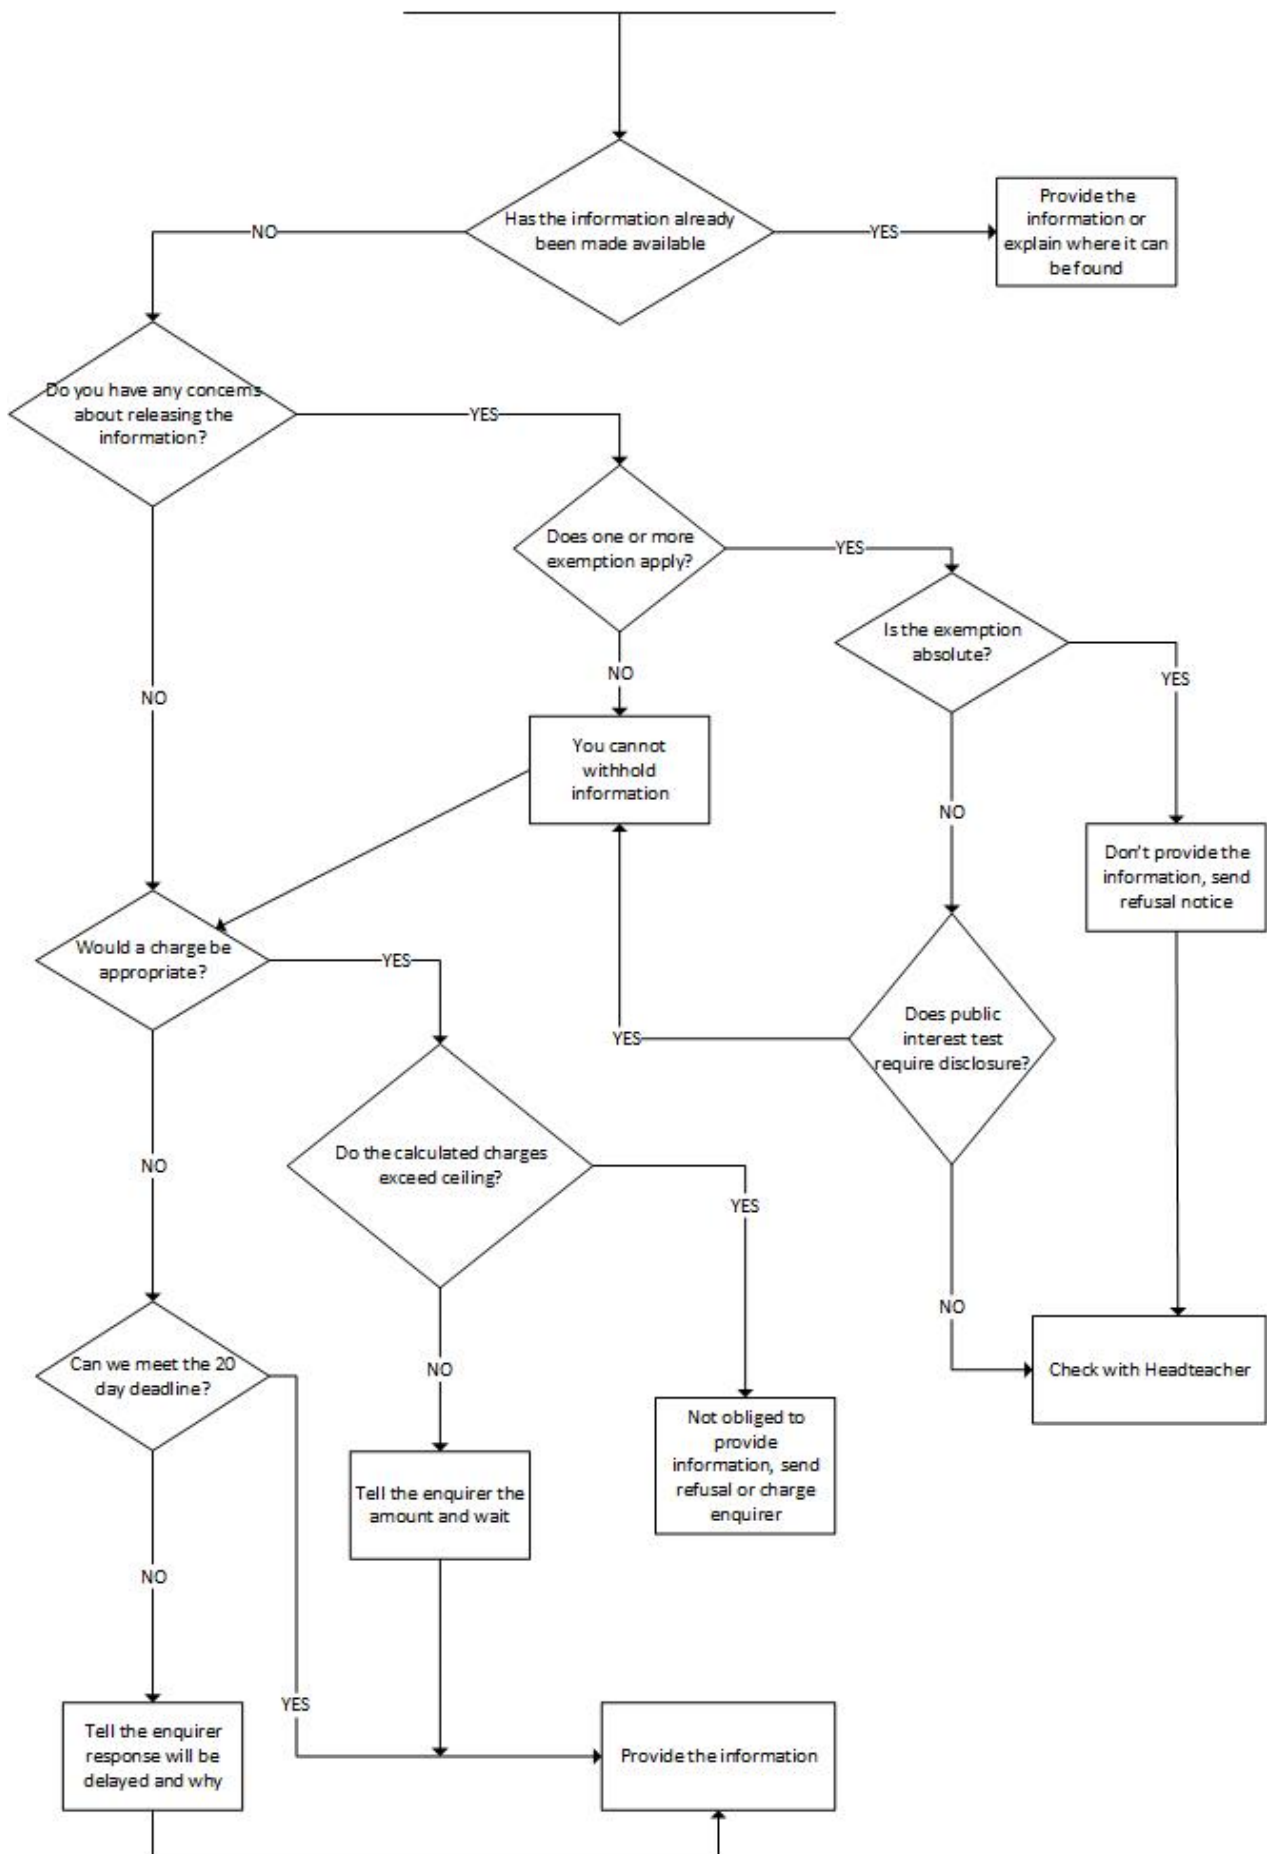 Has the information already
been made available
NO
YES
Provide the
information or
explain where it can
be found
Do you have any concerns
about releasing the
information?
YES
Does one or more
exemption apply?
YES
Is the exemption
absolute?
NO
YES
NO
You cannot
withhold
information
NO
Don't provide the
information, send
refusal notice
Would a charge be
appropriate?
YES
Does public
interest test
require disclosure?
YES
NO
Do the calculated charges
exceed ceiling?
YES
NO
Can we meet the 20
day deadline?
NO
Check with Headteacher
Not obliged to
provide
information, send
refusal or charge
enquirer
Tell the enquirer the
amount and wait
NO
YES
Tell the enquirer
response will be
delayed and why
Provide the information